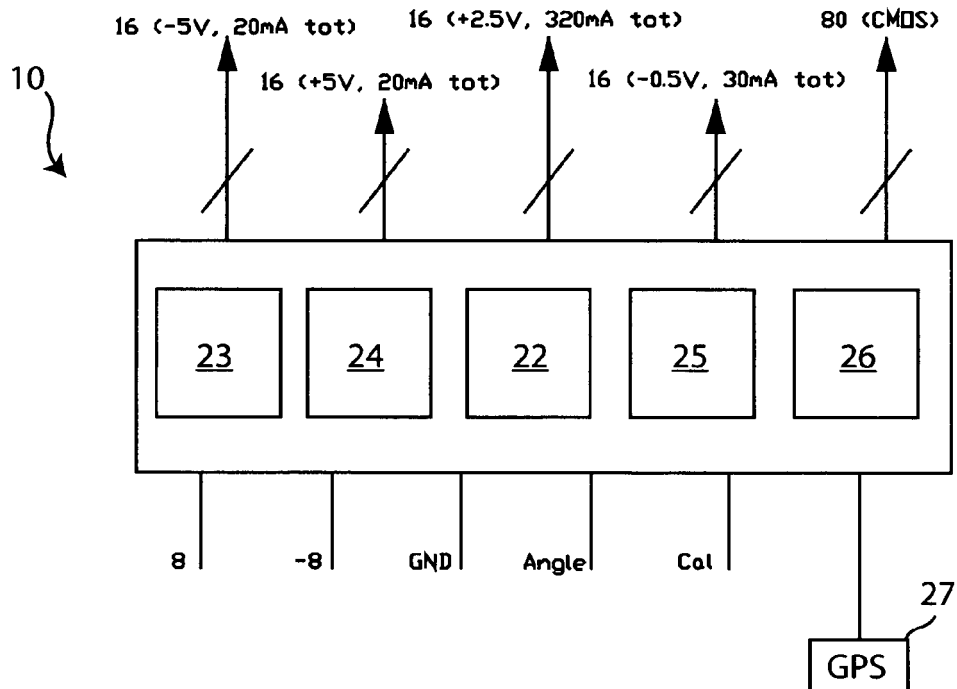 16 (-5V, 20mA tot)
16 (+2.5V, 320mA tot)
80 (CMOS)
10
16 (+5V, 20mA tot)
16 (-0.5V, 30mA tot)
23
24
22
25
26
8
-8
GND
Angle
Cal
27
GPS